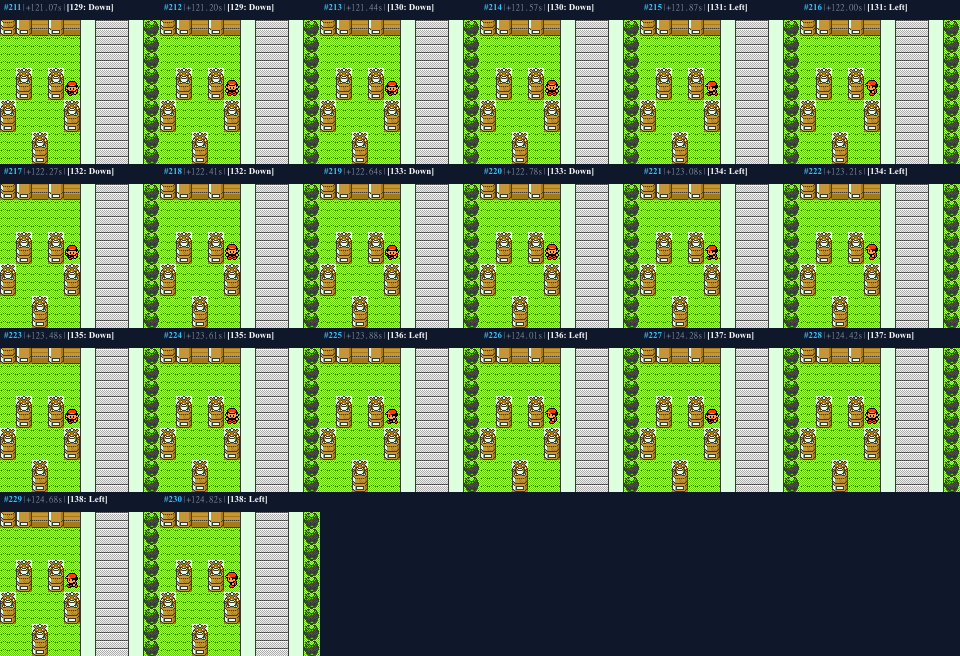 #211|+121.07s|[129: Down]
#212|+121.20s|[129: Down]
#213|+121.44s|[130: Down]
#214|+121.57s|[130: Down]
#215|+121.87s|[131: Left]
#216|+122.00s|[131: Left]
#217|+122.27s|[132: Down]
#218|+122.41s|[132: Down]
#219|+122.64s|[133: Down]
#220|+122.78s|[133: Down]
#221|+123.08s|[134: Left]
#222|+123.21s|[134: Left]
#223|+123.48s|[135: Down]
#224|+123.61s|[135: Down]
#225|+123.88s|[136: Left]
#226|+124.01s|[136: Left]
#227|+124.28s|[137: Down]
#228|+124.42s|[137: Down]
#229|+124.68s|[138: Left]
#230|+124.82s|[138: Left]